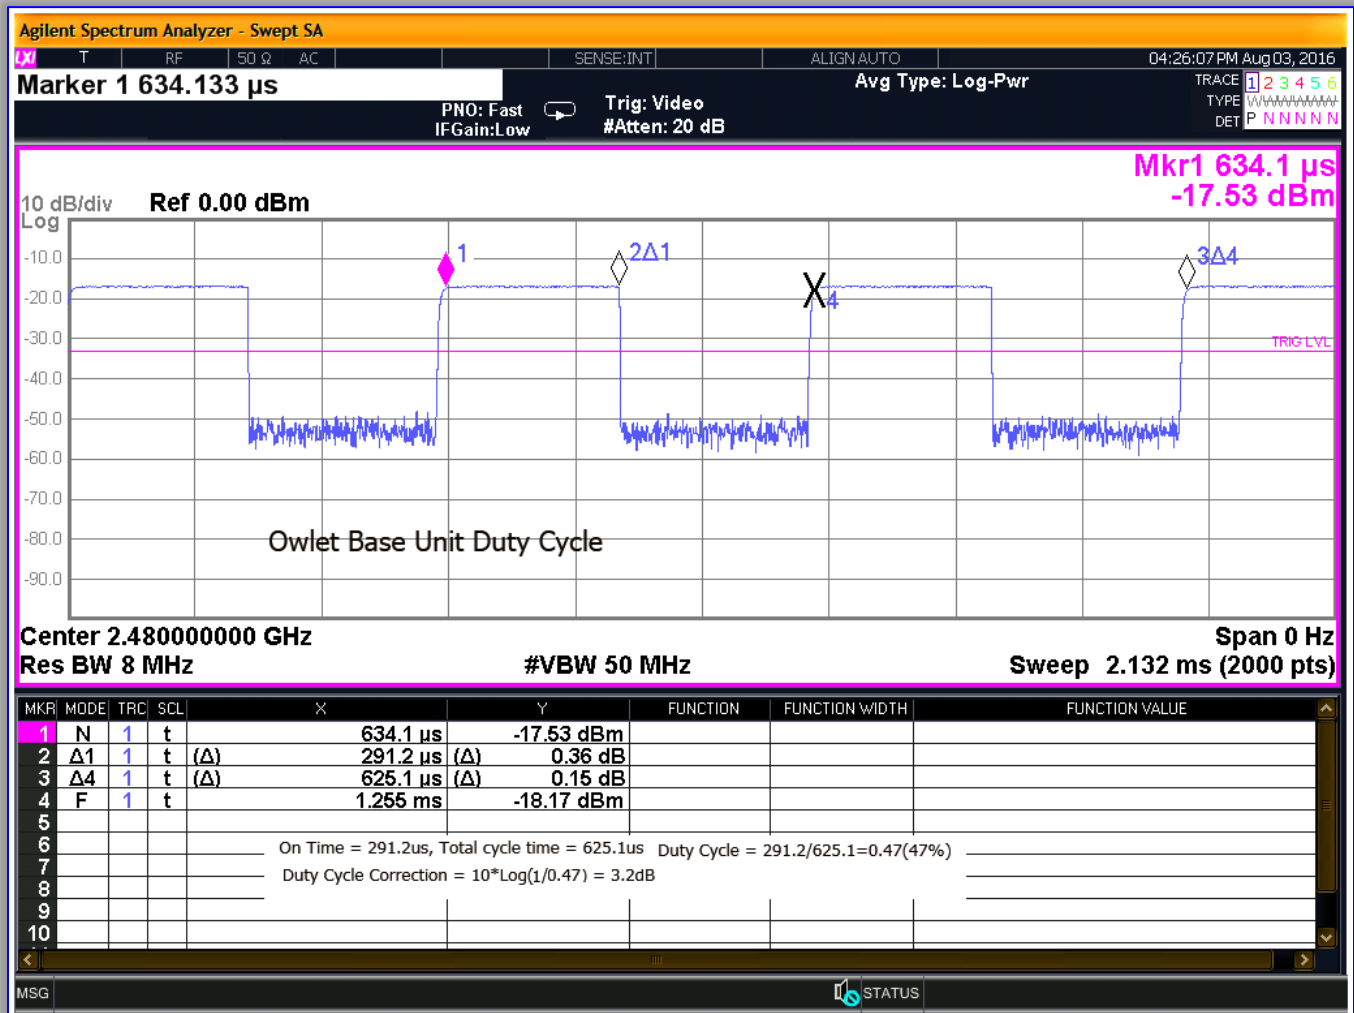 Agilent Spectrum Analyzer - Swept SA
LXI T RF 50 Ω AC SENSE:INT ALIGN AUTO 04:26:07 PM Aug 03, 2016
Marker 1 634.133 µs
PNO: Fast
IFGain:Low
Trig: Video
#Atten: 20 dB
Avg Type: Log-Pwr
TRACE 1 2 3 4 5 6
TYPE
DET P N N N N N
Mkr1 634.1 µs
-17.53 dBm
10 dB/div Ref 0.00 dBm
Log
-10.0
-20.0
-30.0
-40.0
-50.0
-60.0
-70.0
-80.0
-90.0
1
2Δ1
X4
3Δ4
TRIG LVL
Owlet Base Unit Duty Cycle
Center 2.480000000 GHz Span 0 Hz
Res BW 8 MHz #VBW 50 MHz Sweep 2.132 ms (2000 pts)
MKR MODE TRC SCL X Y FUNCTION FUNCTION WIDTH FUNCTION VALUE
1 N 1 t 634.1 µs -17.53 dBm
2 Δ1 1 t (Δ) 291.2 µs (Δ) 0.36 dB
3 Δ4 1 t (Δ) 625.1 µs (Δ) 0.15 dB
4 F 1 t 1.255 ms -18.17 dBm
5
6
7
8
9
10
On Time = 291.2us, Total cycle time = 625.1us Duty Cycle = 291.2/625.1=0.47(47%)
Duty Cycle Correction = 10*Log(1/0.47) = 3.2dB
MSG STATUS